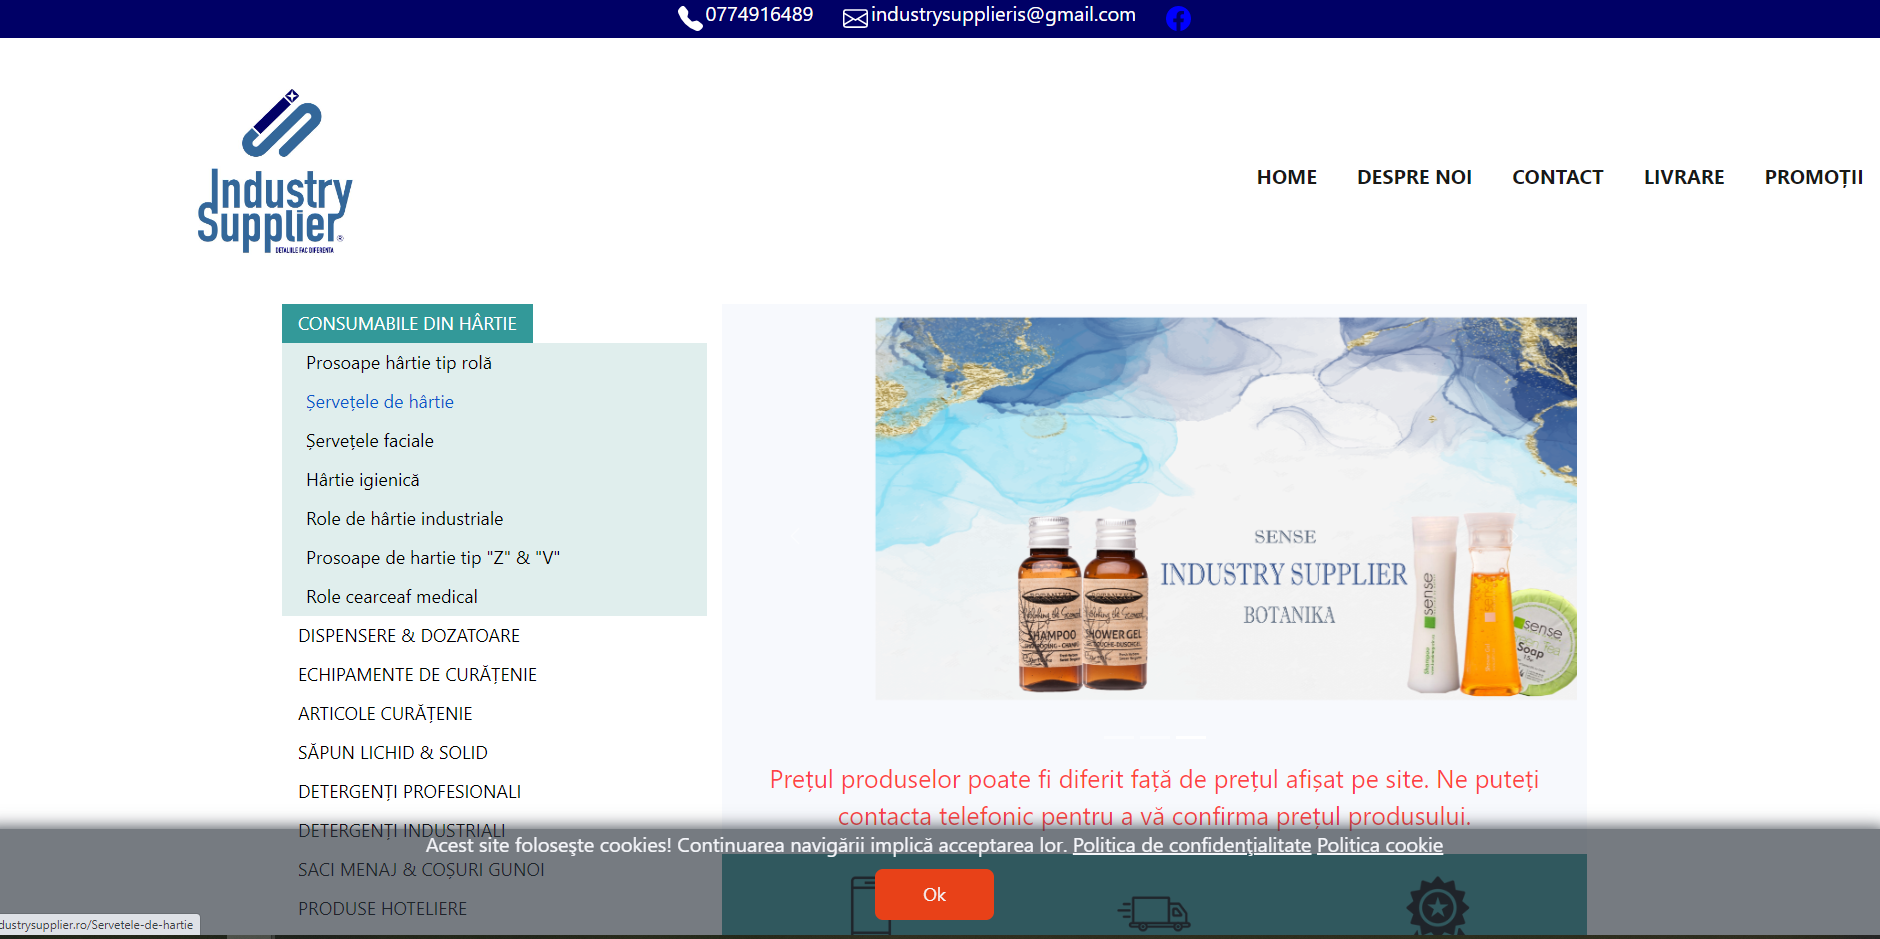 0774916489 industrysupplieris@gmail.com
Industry
Supplier®
DETALIILE FAC DIFERENTA
HOME DESPRE NOI CONTACT LIVRARE PROMOȚII
CONSUMABILE DIN HÂRTIE
Prosoape hârtie tip rolă
Șervețele de hârtie
Șervețele faciale
Hârtie igienică
Role de hârtie industriale
Prosoape de hartie tip "Z" & "V"
Role cearceaf medical
DISPENSERE & DOZATOARE
ECHIPAMENTE DE CURĂȚENIE
ARTICOLE CURĂȚENIE
SĂPUN LICHID & SOLID
DETERGENȚI PROFESIONALI
DETERGENȚI INDUSTRIALI
SACI MENAJ & COȘURI GUNOI
PRODUSE HOTELIERE
SENSE
INDUSTRY SUPPLIER
BOTANIKA
SHAMPOO
SHOWER GEL
sense
sense
sense
Soap
Prețul produselor poate fi diferit față de prețul afișat pe site. Ne puteți
contacta telefonic pentru a vă confirma prețul produsului.
Acest site folosește cookies! Continuarea navigării implică acceptarea lor. Politica de confidențialitate Politica cookie
Ok
dustrysupplier.ro/Servetele-de-hartie